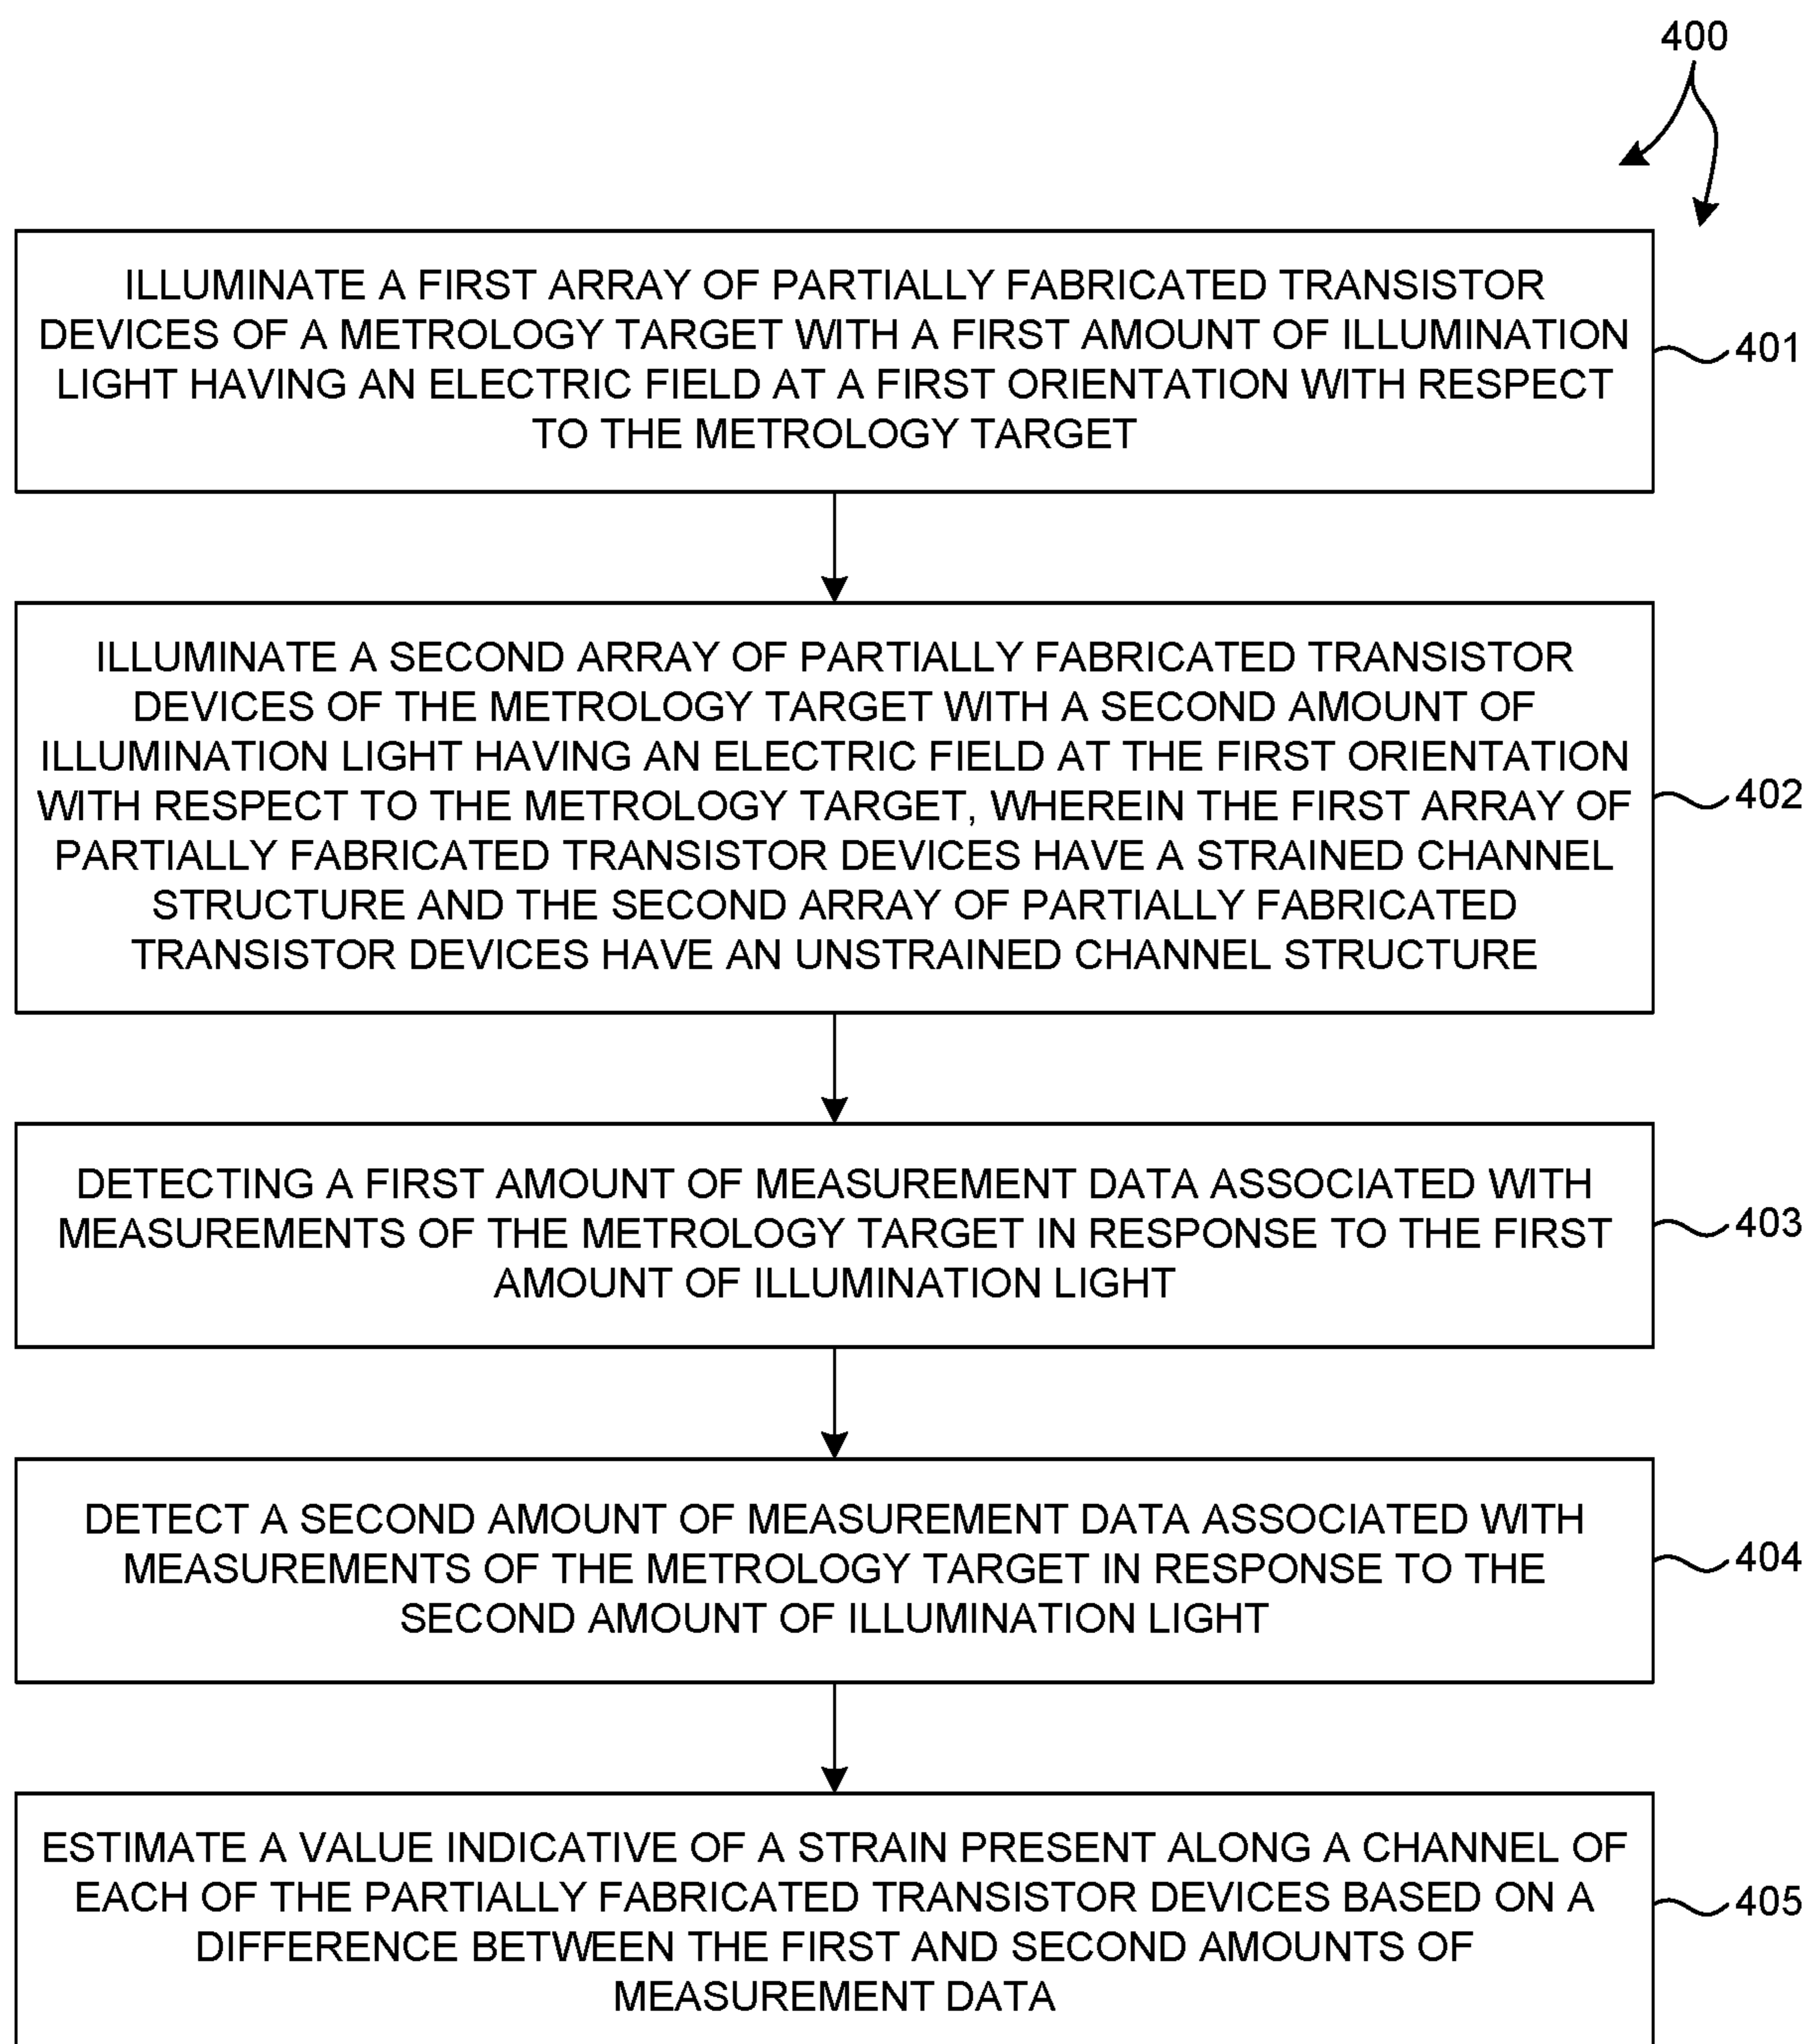 400
ILLUMINATE A FIRST ARRAY OF PARTIALLY FABRICATED TRANSISTOR
DEVICES OF A METROLOGY TARGET WITH A FIRST AMOUNT OF ILLUMINATION
LIGHT HAVING AN ELECTRIC FIELD AT A FIRST ORIENTATION WITH RESPECT
TO THE METROLOGY TARGET
401
ILLUMINATE A SECOND ARRAY OF PARTIALLY FABRICATED TRANSISTOR
DEVICES OF THE METROLOGY TARGET WITH A SECOND AMOUNT OF
ILLUMINATION LIGHT HAVING AN ELECTRIC FIELD AT THE FIRST ORIENTATION
WITH RESPECT TO THE METROLOGY TARGET, WHEREIN THE FIRST ARRAY OF
PARTIALLY FABRICATED TRANSISTOR DEVICES HAVE A STRAINED CHANNEL
STRUCTURE AND THE SECOND ARRAY OF PARTIALLY FABRICATED
TRANSISTOR DEVICES HAVE AN UNSTRAINED CHANNEL STRUCTURE
402
DETECTING A FIRST AMOUNT OF MEASUREMENT DATA ASSOCIATED WITH
MEASUREMENTS OF THE METROLOGY TARGET IN RESPONSE TO THE FIRST
AMOUNT OF ILLUMINATION LIGHT
403
DETECT A SECOND AMOUNT OF MEASUREMENT DATA ASSOCIATED WITH
MEASUREMENTS OF THE METROLOGY TARGET IN RESPONSE TO THE
SECOND AMOUNT OF ILLUMINATION LIGHT
404
ESTIMATE A VALUE INDICATIVE OF A STRAIN PRESENT ALONG A CHANNEL OF
EACH OF THE PARTIALLY FABRICATED TRANSISTOR DEVICES BASED ON A
DIFFERENCE BETWEEN THE FIRST AND SECOND AMOUNTS OF
MEASUREMENT DATA
405